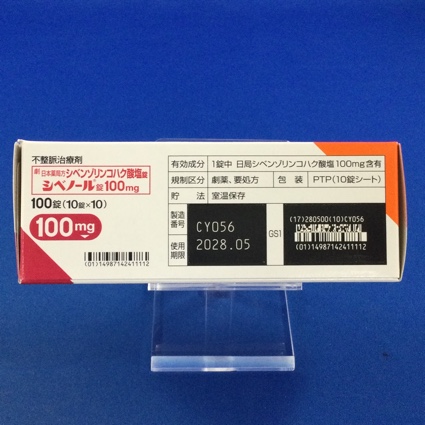 不整脈治療剤
劇 日本薬局方 シベンゾリンコハク酸塩錠
シベノール®錠100mg
100錠(10錠×10)
100mg
(01)14987142411112
有効成分 1錠中 日局シベンゾリンコハク酸塩100mg含有
規制区分 劇薬、要処方 包装 PTP(10錠シート)
貯法 室温保存
製造番号 CY056
使用期限 2028.05
GS1
(17)280500(10)CY056
(01)14987142411112